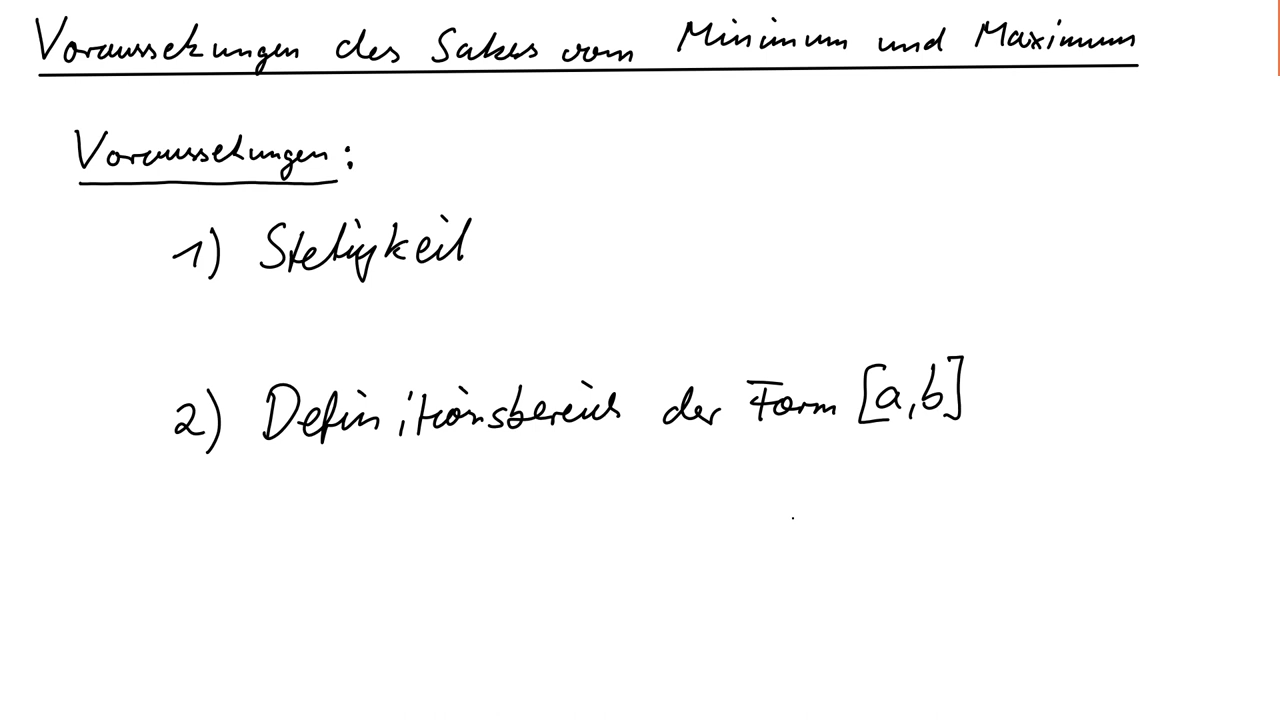 Voraussetzungen des Satzes vom Minimum und Maximum
Voraussetzungen:
1) Stetigkeit
2) Definitionsbereich der Form [a,b]